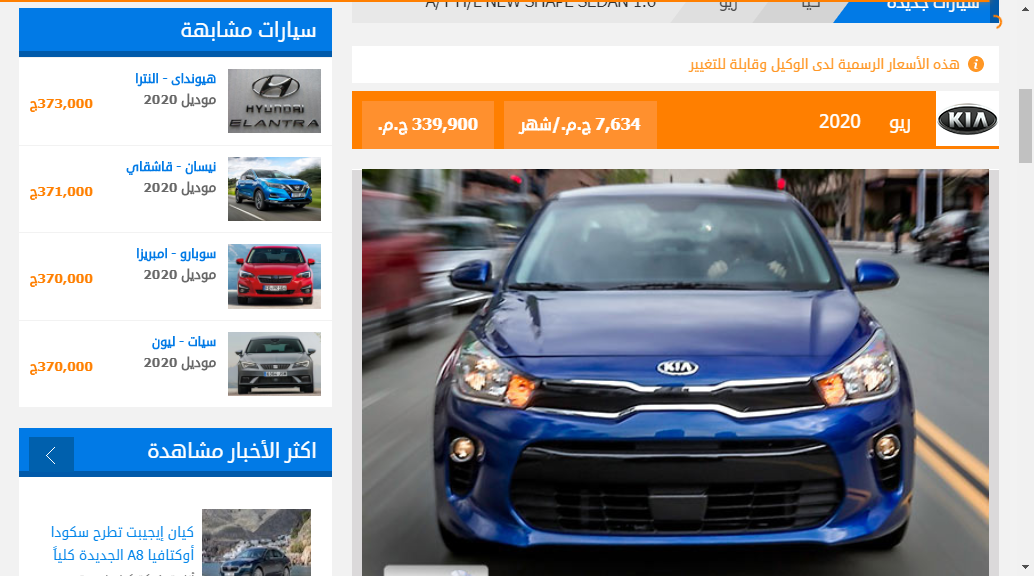 سيارات جديدة
كيا
ريو
A/T H/L NEW SHAPE SEDAN 1.6
هذه الأسعار الرسمية لدى الوكيل وقابلة للتغيير
KIA
ريو 2020
7,634 ج.م./شهر
339,900 ج.م.
KIA
سيارات مشابهة
HYUNDAI
ELANTRA
هيونداى - النترا
موديل 2020
373,000ج
نيسان - قاشقاي
موديل 2020
371,000ج
سوبارو - امبريزا
موديل 2020
370,000ج
سيات - ليون
موديل 2020
370,000ج
اكثر الأخبار مشاهدة
كيان إيجيبت تطرح سكودا
أوكتافيا A8 الجديدة كلياً